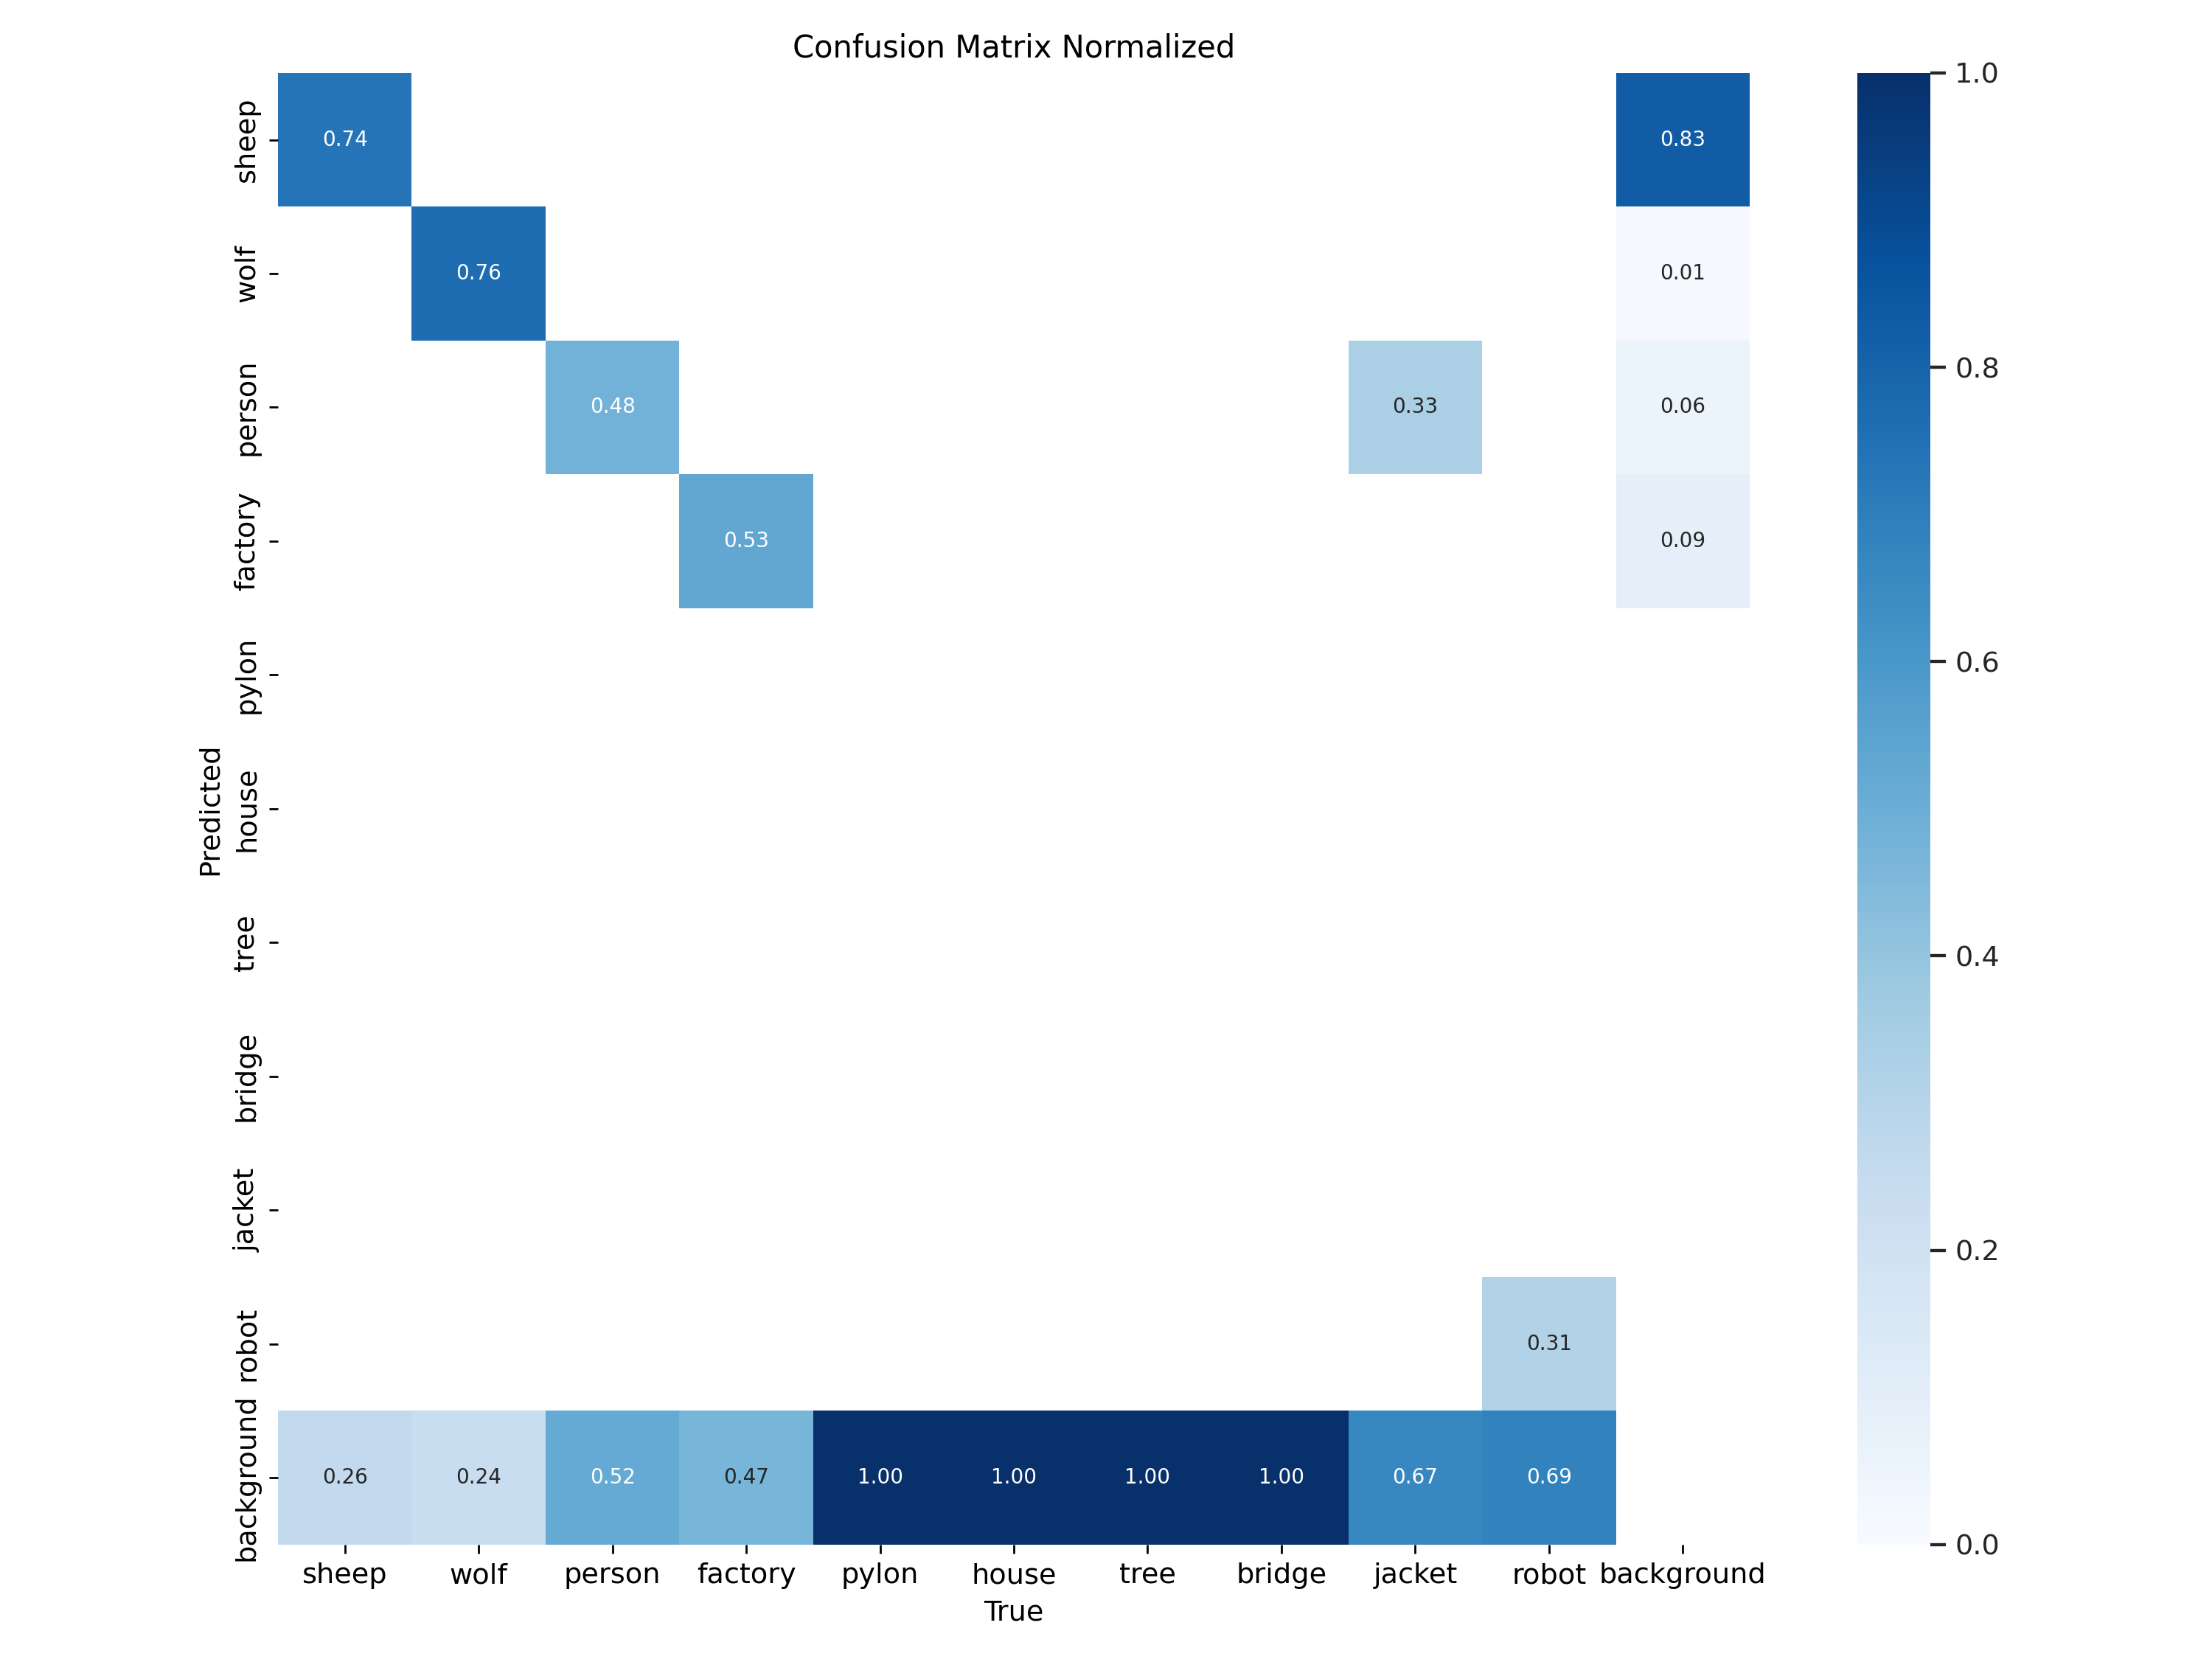 Confusion Matrix Normalized
sheep 0.74 0.83 1.0
wolf 0.76 0.01
0.8
person 0.48 0.33 0.06
factory 0.53 0.09
0.6
pylon
Predicted
house
tree
0.4
bridge
jacket
0.2
robot 0.31
background 0.26 0.24 0.52 0.47 1.00 1.00 1.00 1.00 0.67 0.69
0.0
sheep wolf person factory pylon house tree bridge jacket robot background
True